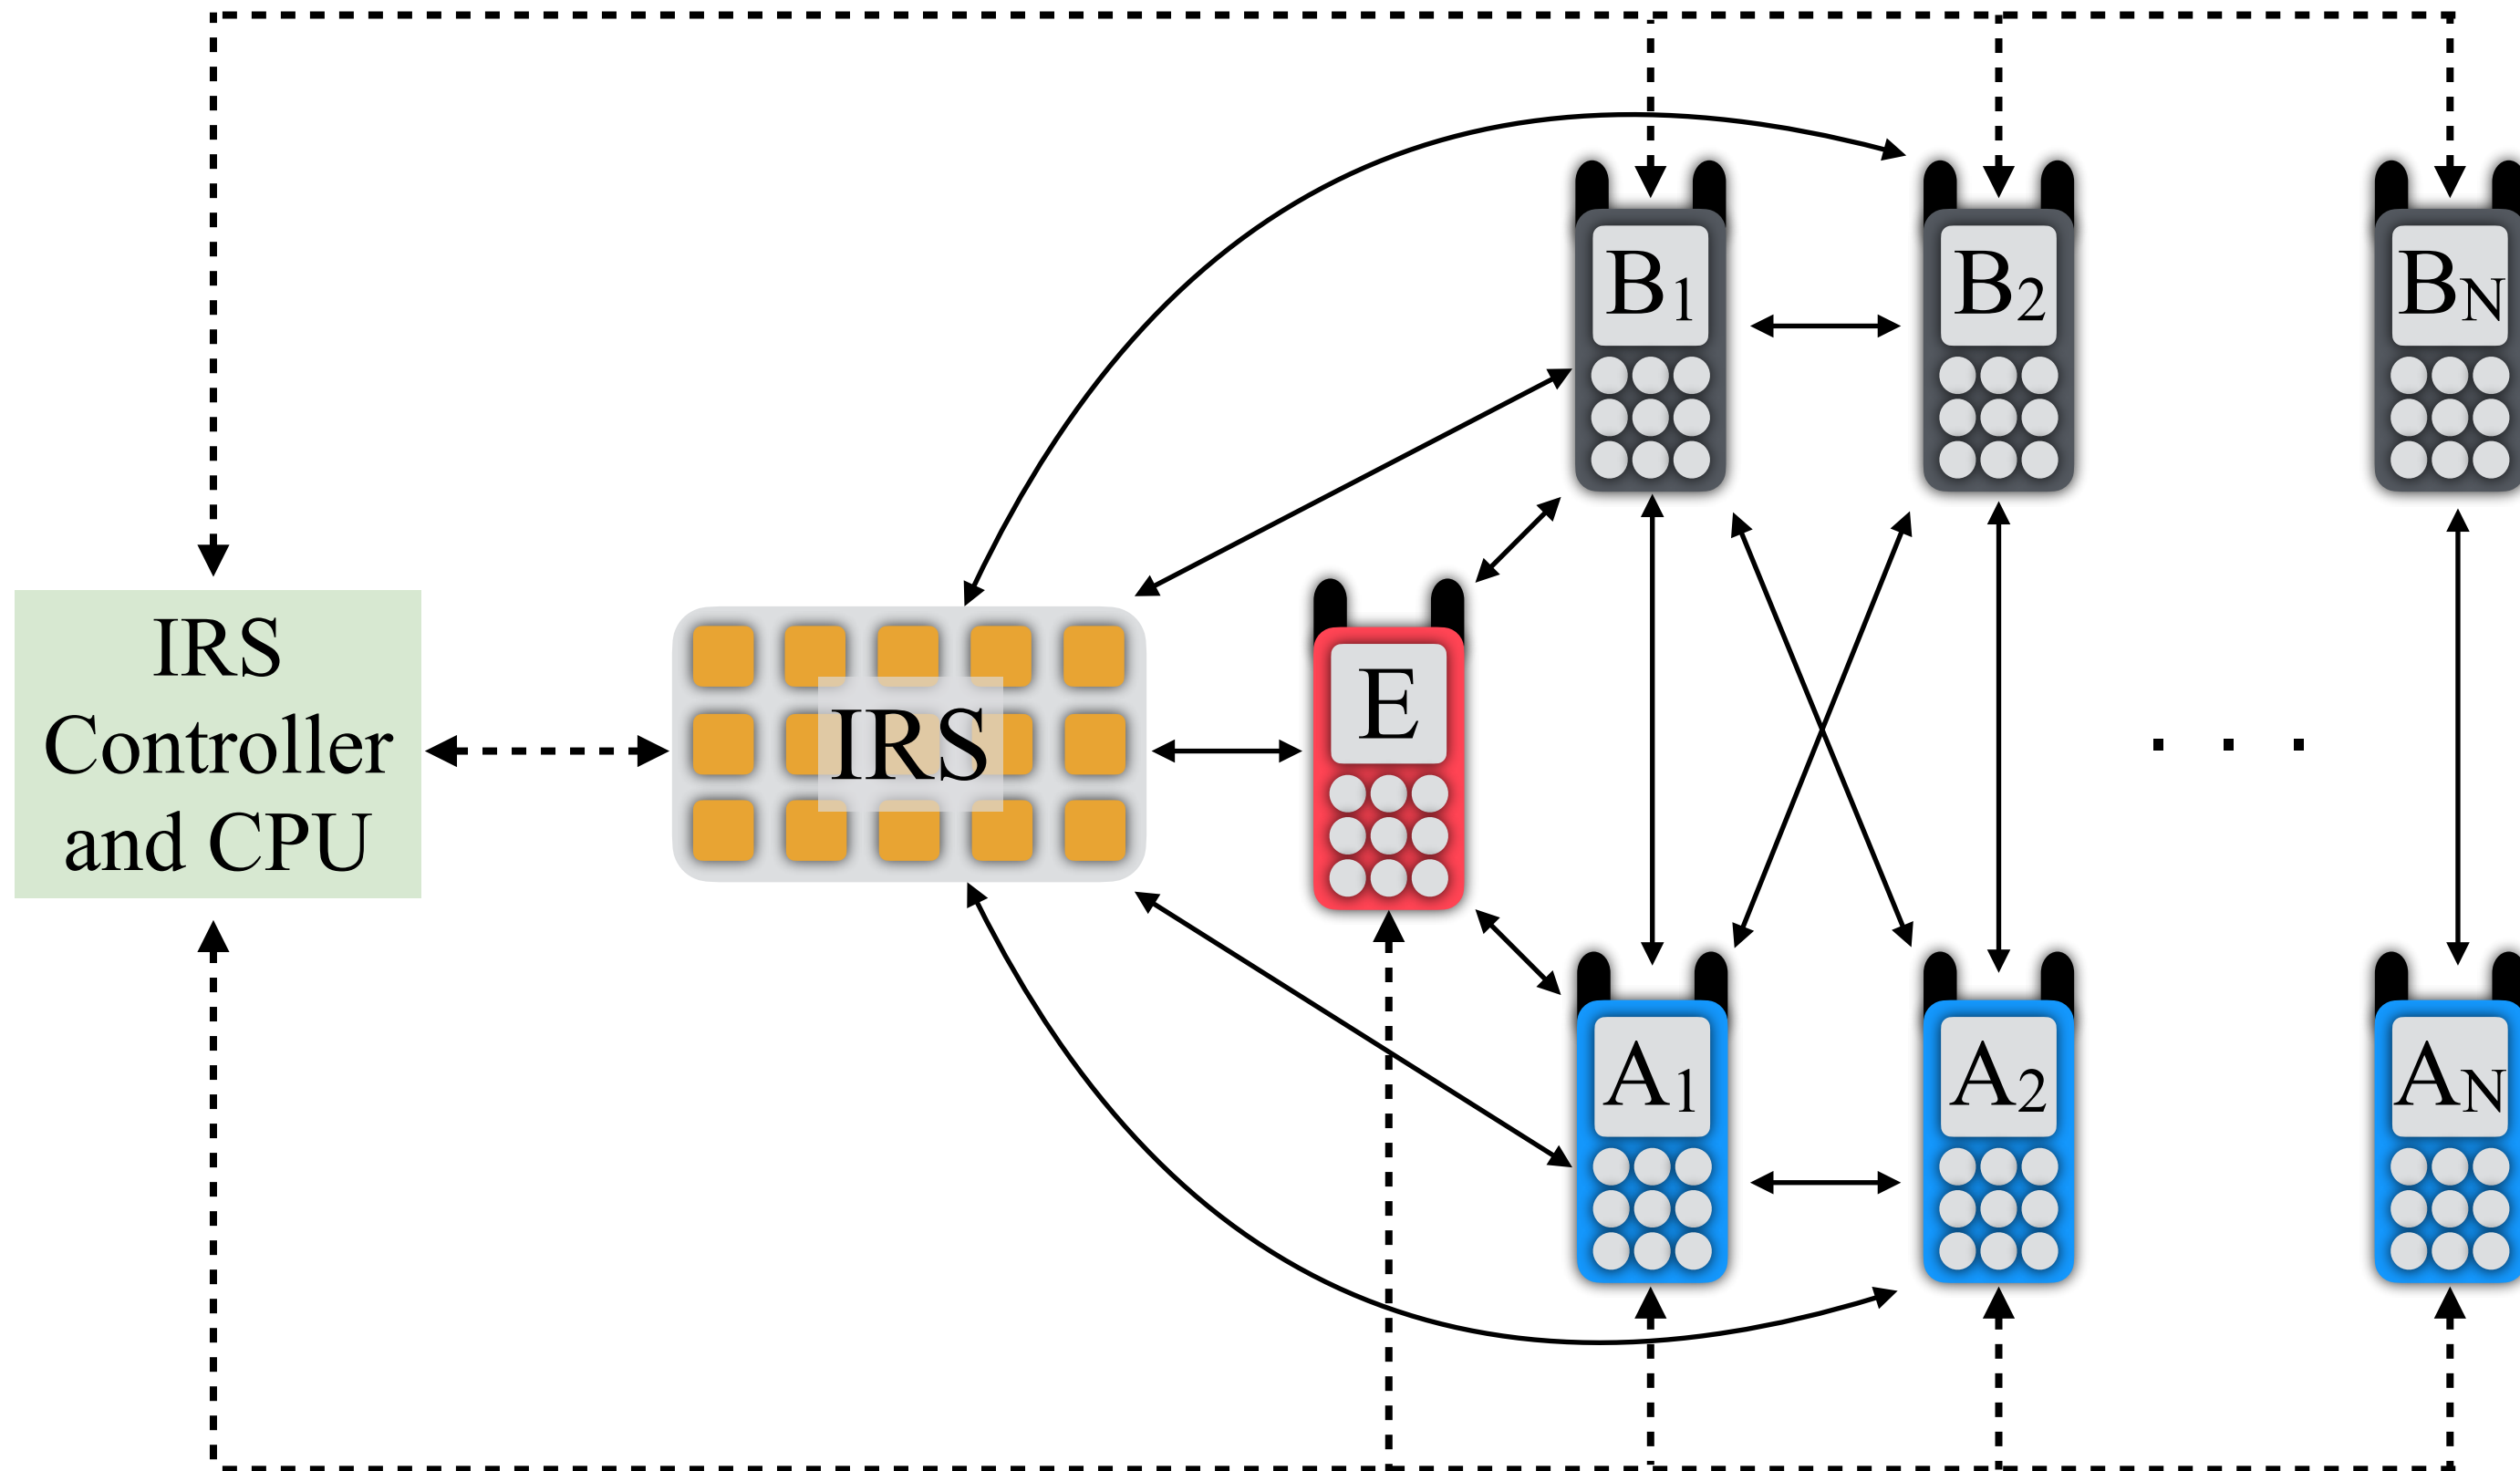 B1
B2
BN
IRS
Controller
and CPU
IRS
E
. . .
A1
A2
AN